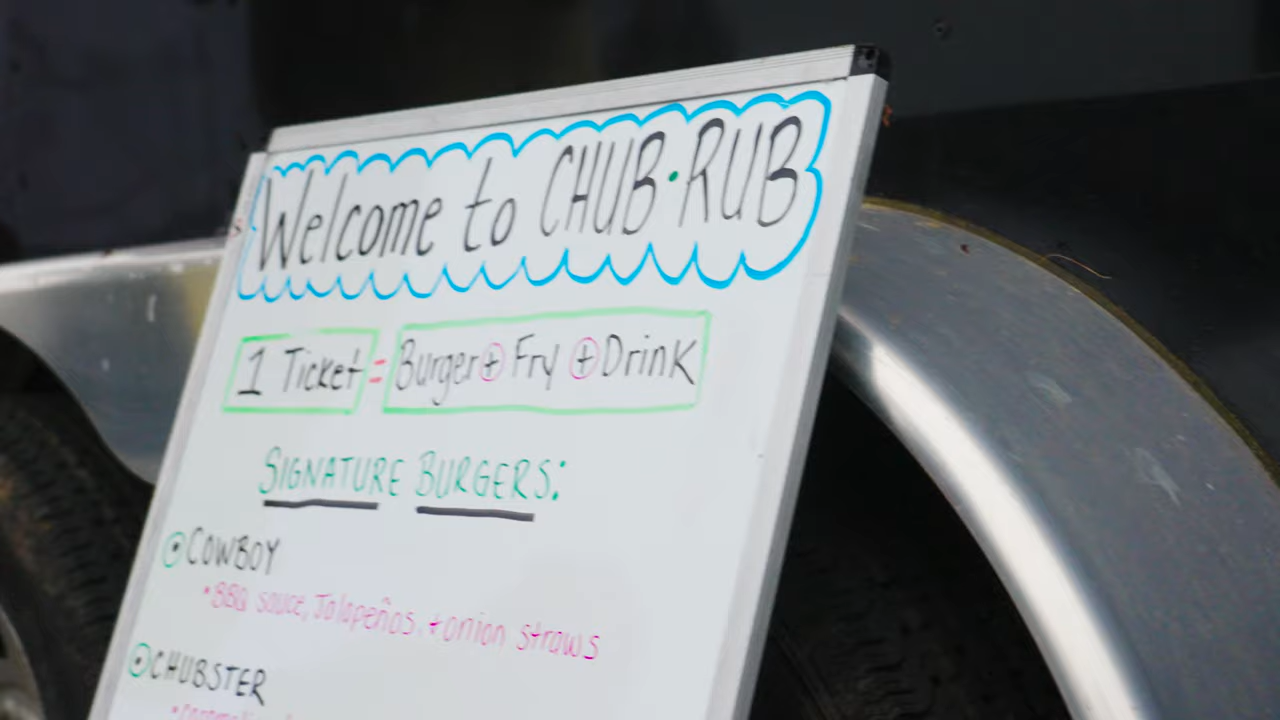 Welcome to CHUB·RUB
1 Ticket = Burger + Fry + Drink
SIGNATURE BURGERS:
COWBOY
•BBQ sauce, Jalapeños, + onion straws
CHUBSTER